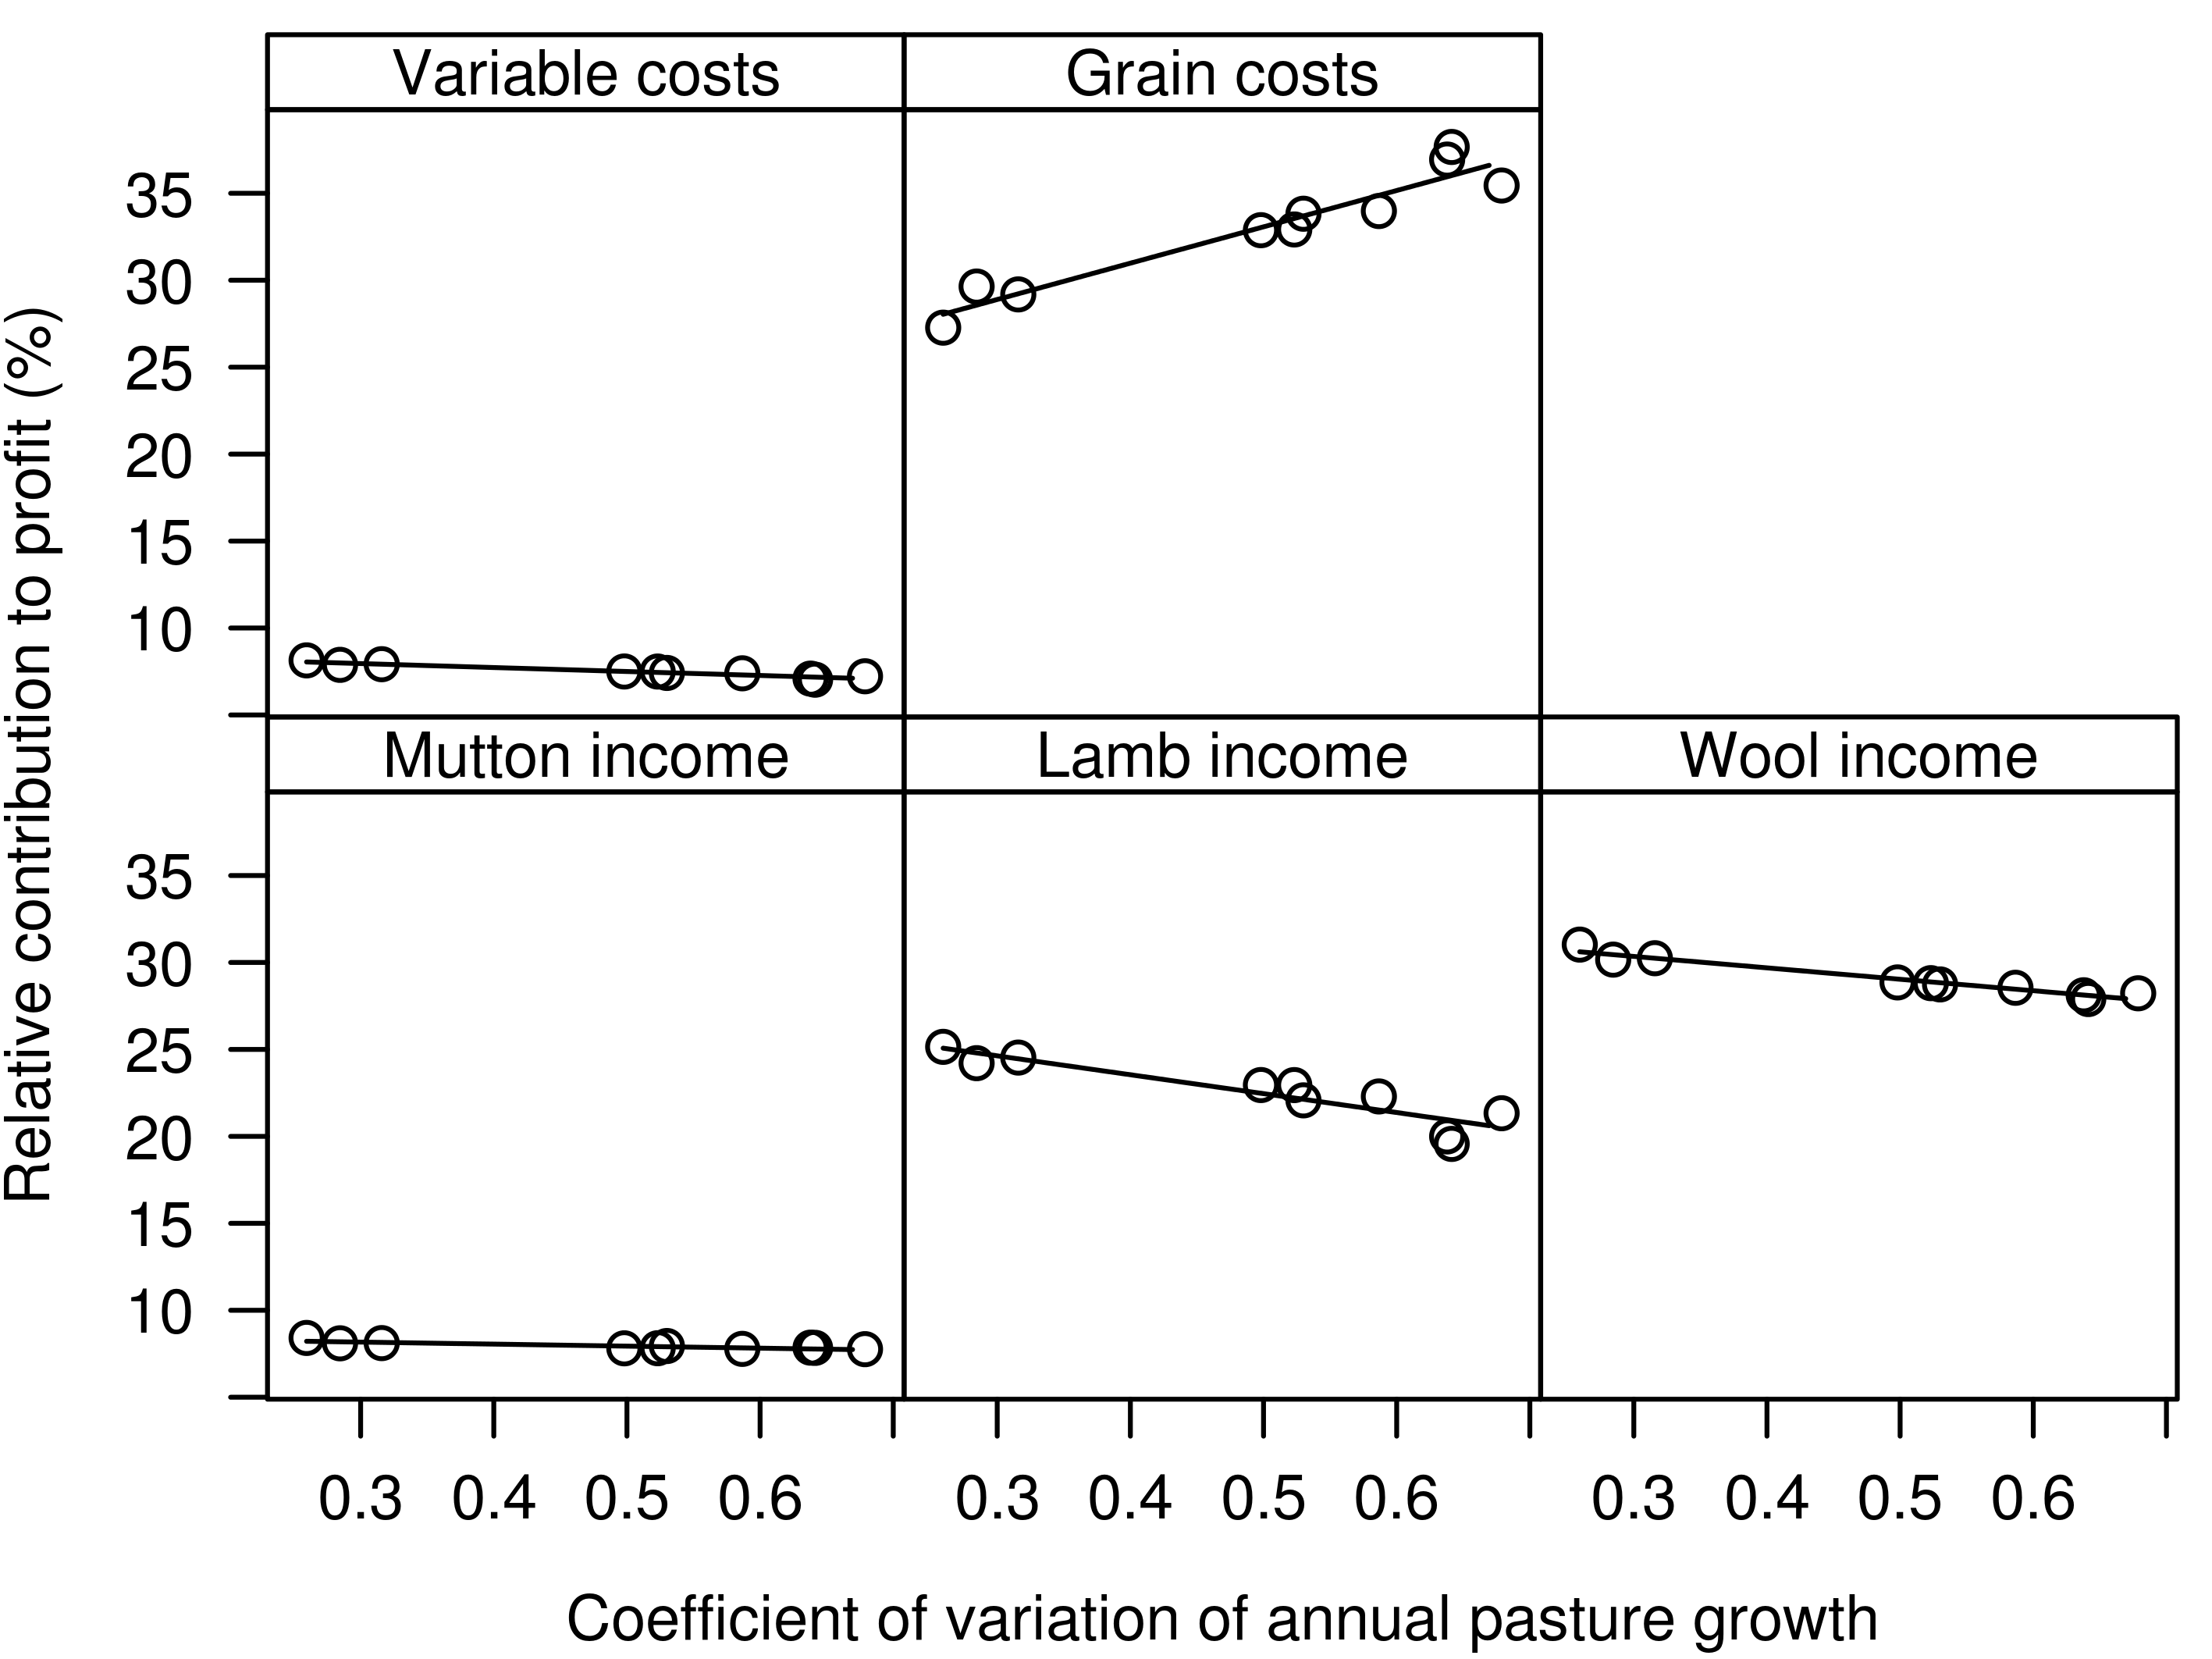 Variable costs
Grain costs
35
30
25
20
15
10
Relative contribution to profit (%)
Mutton income
Lamb income
Wool income
35
30
25
20
15
10
0.3 0.4 0.5 0.6
0.3 0.4 0.5 0.6
0.3 0.4 0.5 0.6
Coefficient of variation of annual pasture growth